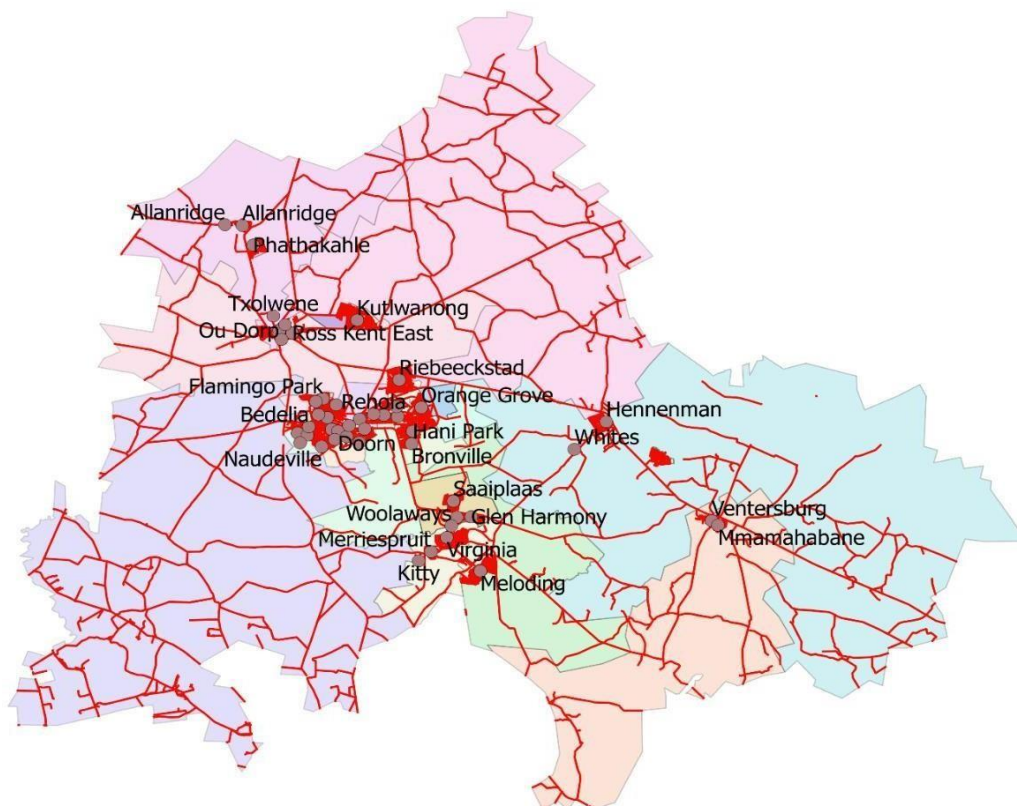 Allanridge
Allanridge
Phathakahle
Txolwene
Kutlwanong
Ou Dorp
Ross Kent East
Riebeeckstad
Flamingo Park
Rehola
Orange Grove
Bedelia
Hennenman
Doorn
Hani Park
Whites
Naudeville
Bronville
Saaiplaas
Woolaways
Glen Harmony
Ventersburg
Merriespruit
Virginia
Mmamahabane
Kitty
Meloding